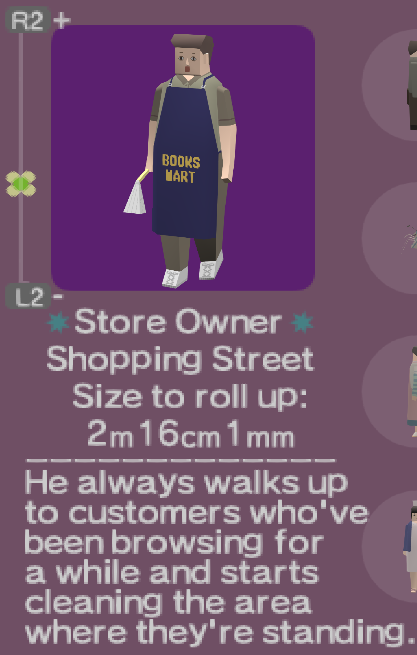 R2 +
BOOKS
MART
L2 -
Store Owner
Shopping Street
Size to roll up:
2m16cm1mm
He always walks up
to customers who've
been browsing for
a while and starts
cleaning the area
where they're standing.